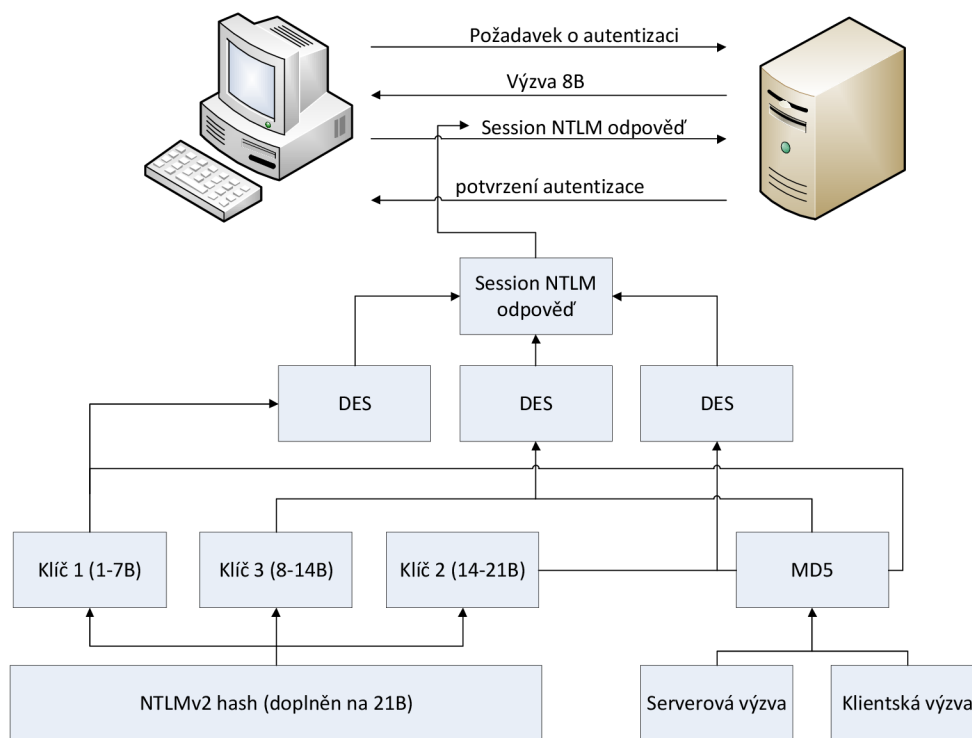 Požadavek o autentizaci
Výzva 8B
Session NTLM odpověď
potvrzení autentizace
Session NTLM
odpověď
DES
DES
DES
Klíč 1 (1-7B)
Klíč 3 (8-14B)
Klíč 2 (14-21B)
MD5
NTLMv2 hash (doplněn na 21B)
Serverová výzva
Klientská výzva